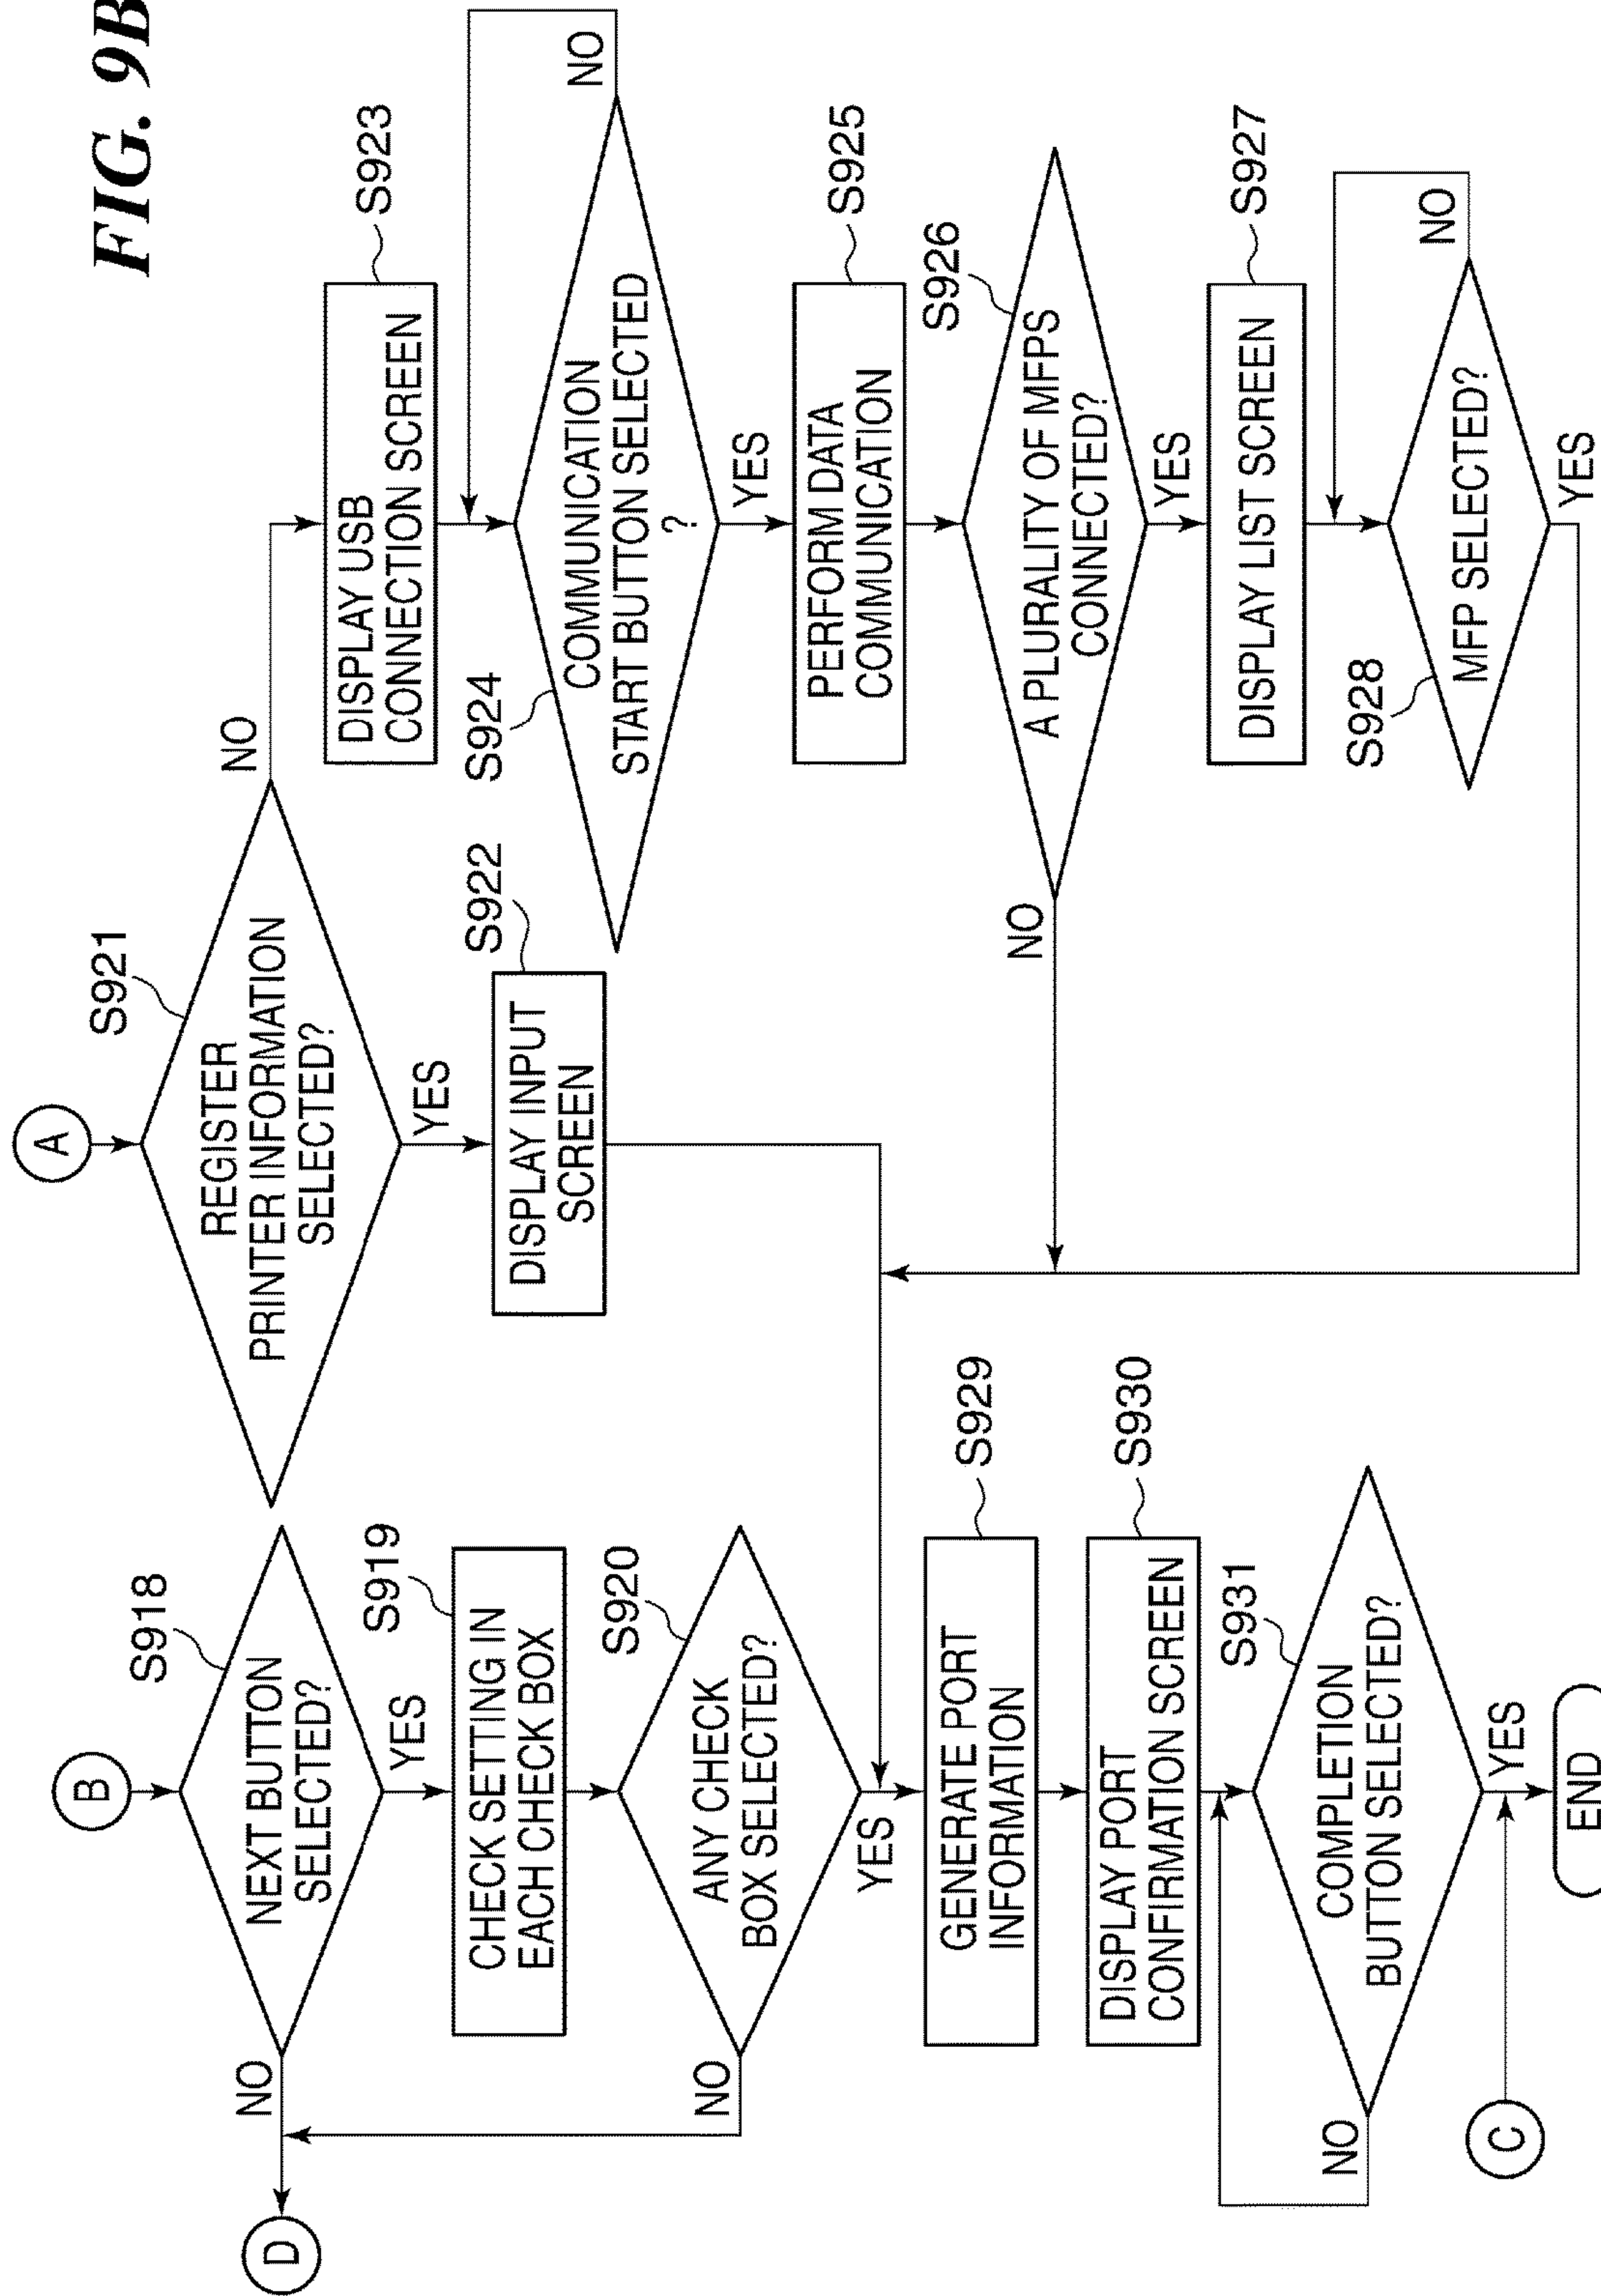 FIG. 9B
B
S918
NEXT BUTTON
SELECTED?
NO
D
YES
S919
CHECK SETTING IN
EACH CHECK BOX
S920
ANY CHECK
BOX SELECTED?
NO
YES
A
S921
REGISTER
PRINTER INFORMATION
SELECTED?
NO
YES
S922
DISPLAY INPUT
SCREEN
S923
DISPLAY USB
CONNECTION SCREEN
S924
COMMUNICATION
START BUTTON SELECTED
?
NO
YES
S925
PERFORM DATA
COMMUNICATION
S926
A PLURALITY OF MFPS
CONNECTED?
NO
YES
S927
DISPLAY LIST SCREEN
S928
MFP SELECTED?
NO
YES
S929
GENERATE PORT
INFORMATION
S930
DISPLAY PORT
CONFIRMATION SCREEN
S931
COMPLETION
BUTTON SELECTED?
NO
YES
C
END